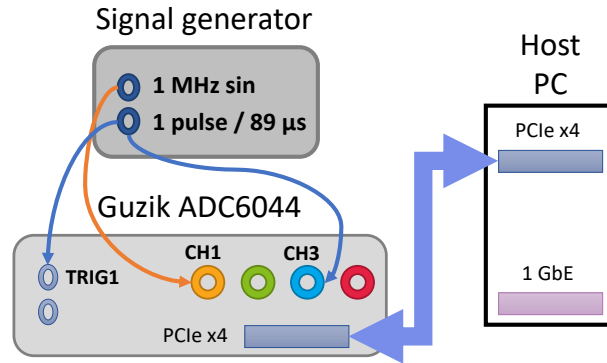 Signal generator
1 MHz sin
1 pulse / 89 μs
Host
PC
PCIe x4
Guzik ADC6044
TRIG1
CH1
CH3
1 GbE
PCIe x4